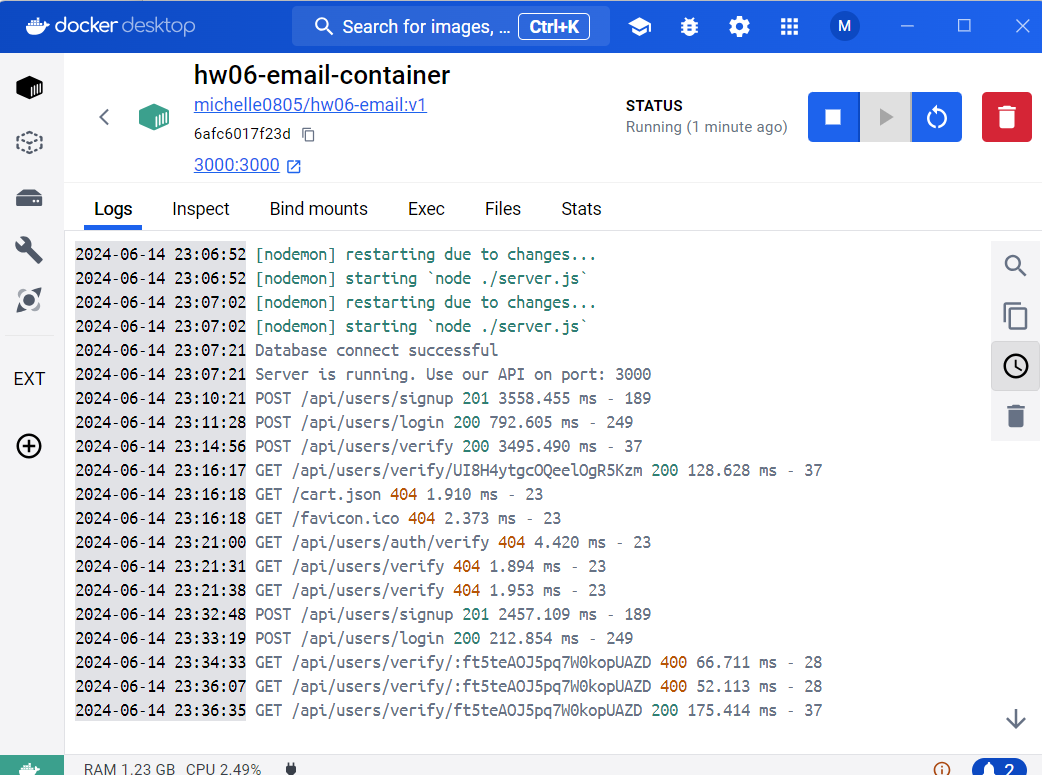 docker desktop
Search for images, ...
Ctrl+K
M
hw06-email-container
michelle0805/hw06-email:v1
6afc6017f23d
3000:3000
STATUS
Running (1 minute ago)
Logs
Inspect
Bind mounts
Exec
Files
Stats
EXT
2024-06-14 23:06:52 [nodemon] restarting due to changes...
2024-06-14 23:06:52 [nodemon] starting `node ./server.js`
2024-06-14 23:07:02 [nodemon] restarting due to changes...
2024-06-14 23:07:02 [nodemon] starting `node ./server.js`
2024-06-14 23:07:21 Database connect successful
2024-06-14 23:07:21 Server is running. Use our API on port: 3000
2024-06-14 23:10:21 POST /api/users/signup 201 3558.455 ms - 189
2024-06-14 23:11:28 POST /api/users/login 200 792.605 ms - 249
2024-06-14 23:14:56 POST /api/users/verify 200 3495.490 ms - 37
2024-06-14 23:16:17 GET /api/users/verify/UI8H4ytgcOQeelOgR5Kzm 200 128.628 ms - 37
2024-06-14 23:16:18 GET /cart.json 404 1.910 ms - 23
2024-06-14 23:16:18 GET /favicon.ico 404 2.373 ms - 23
2024-06-14 23:21:00 GET /api/users/auth/verify 404 4.420 ms - 23
2024-06-14 23:21:31 GET /api/users/verify 404 1.894 ms - 23
2024-06-14 23:21:38 GET /api/users/verify 404 1.953 ms - 23
2024-06-14 23:32:48 POST /api/users/signup 201 2457.109 ms - 189
2024-06-14 23:33:19 POST /api/users/login 200 212.854 ms - 249
2024-06-14 23:34:33 GET /api/users/verify/:ft5teAOJ5pq7W0kopUAZD 400 66.711 ms - 28
2024-06-14 23:36:07 GET /api/users/verify/:ft5teAOJ5pq7W0kopUAZD 400 52.113 ms - 28
2024-06-14 23:36:35 GET /api/users/verify/ft5teAOJ5pq7W0kopUAZD 200 175.414 ms - 37
RAM 1.23 GB CPU 2.49%
2